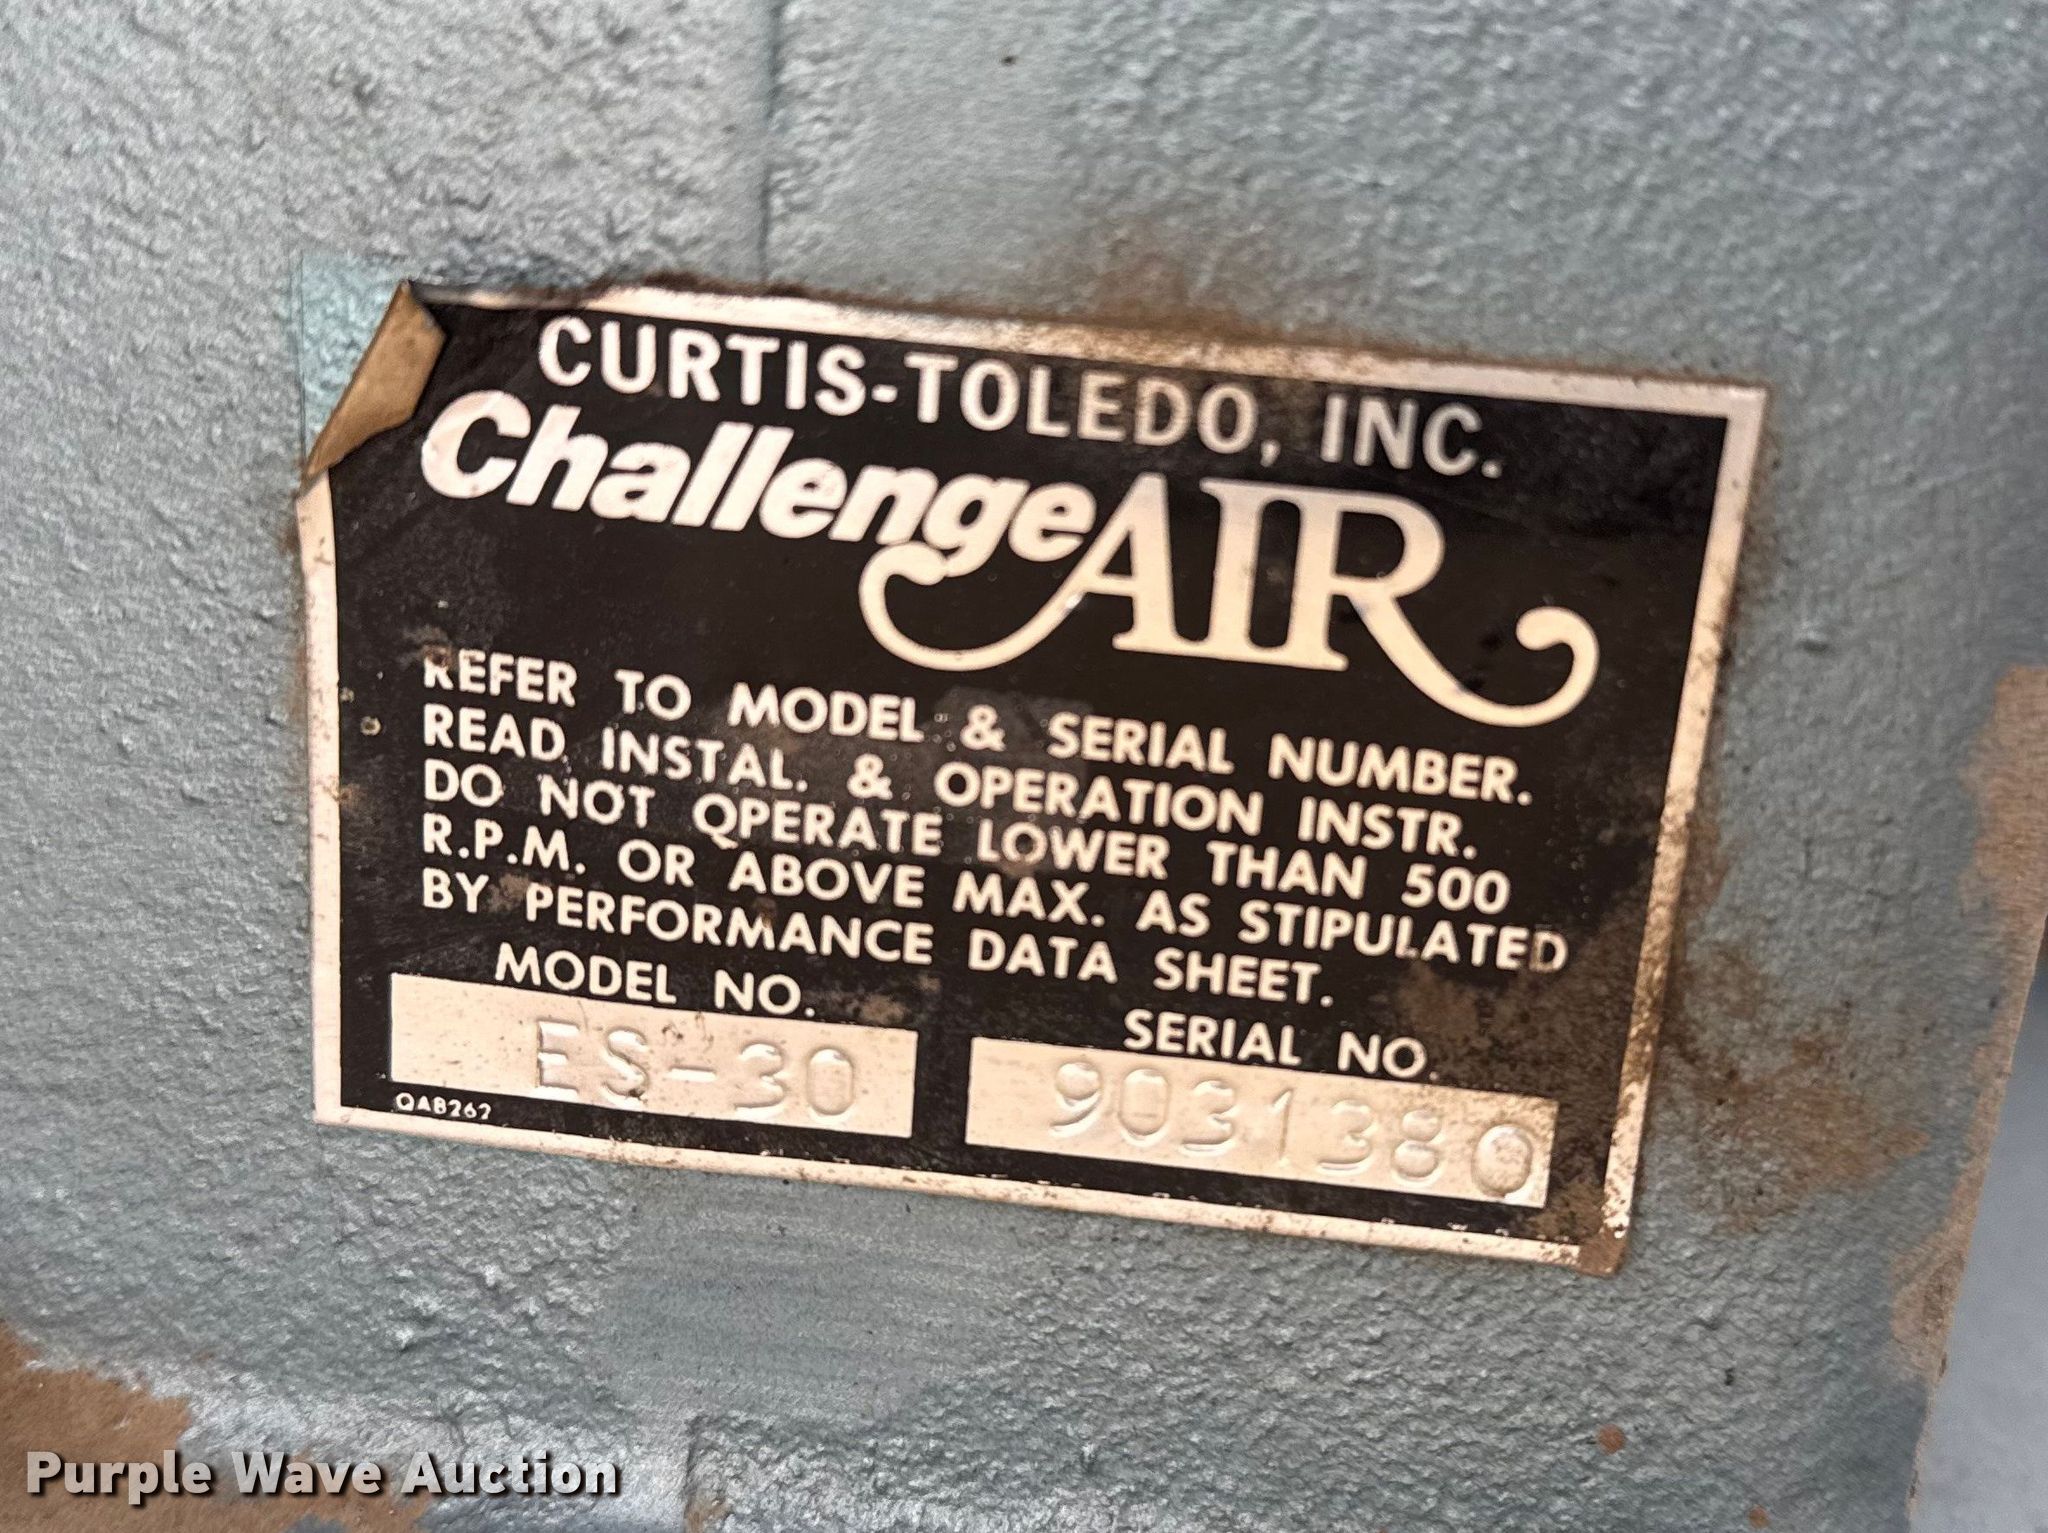 CURTIS-TOLEDO, INC.
ChallengeAIR
REFER TO MODEL & SERIAL NUMBER.
READ INSTAL. & OPERATION INSTR.
DO NOT OPERATE LOWER THAN 500
R.P.M. OR ABOVE MAX. AS STIPULATED
BY PERFORMANCE DATA SHEET.
MODEL NO.
SERIAL NO.
ES-30
9031380
QAB262
Purple Wave Auction